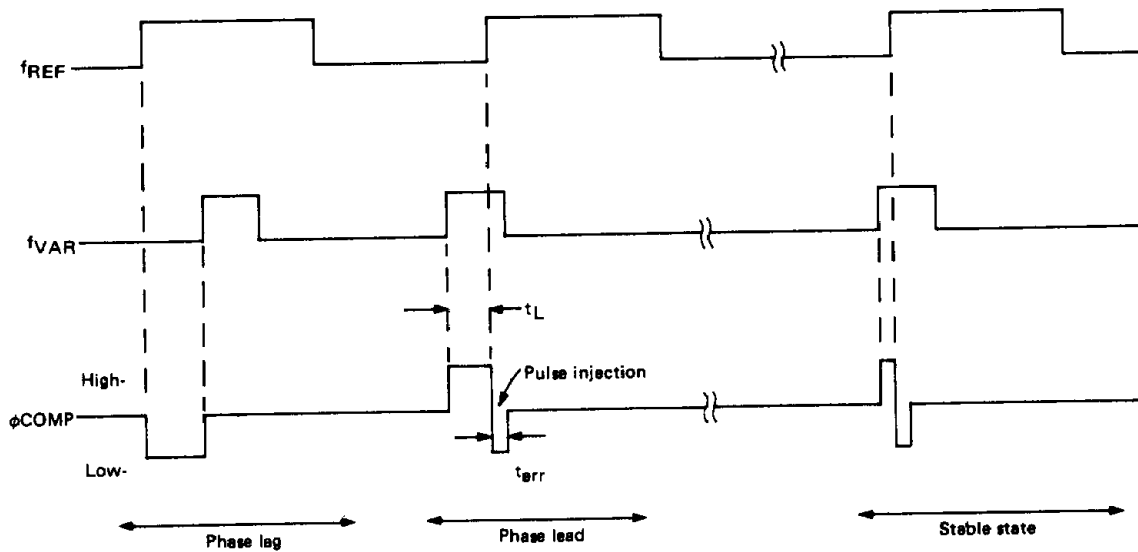 fREF
fVAR
tL
High-
Pulse injection
ϕCOMP
Low-
terr
Phase lag
Phase lead
Stable state